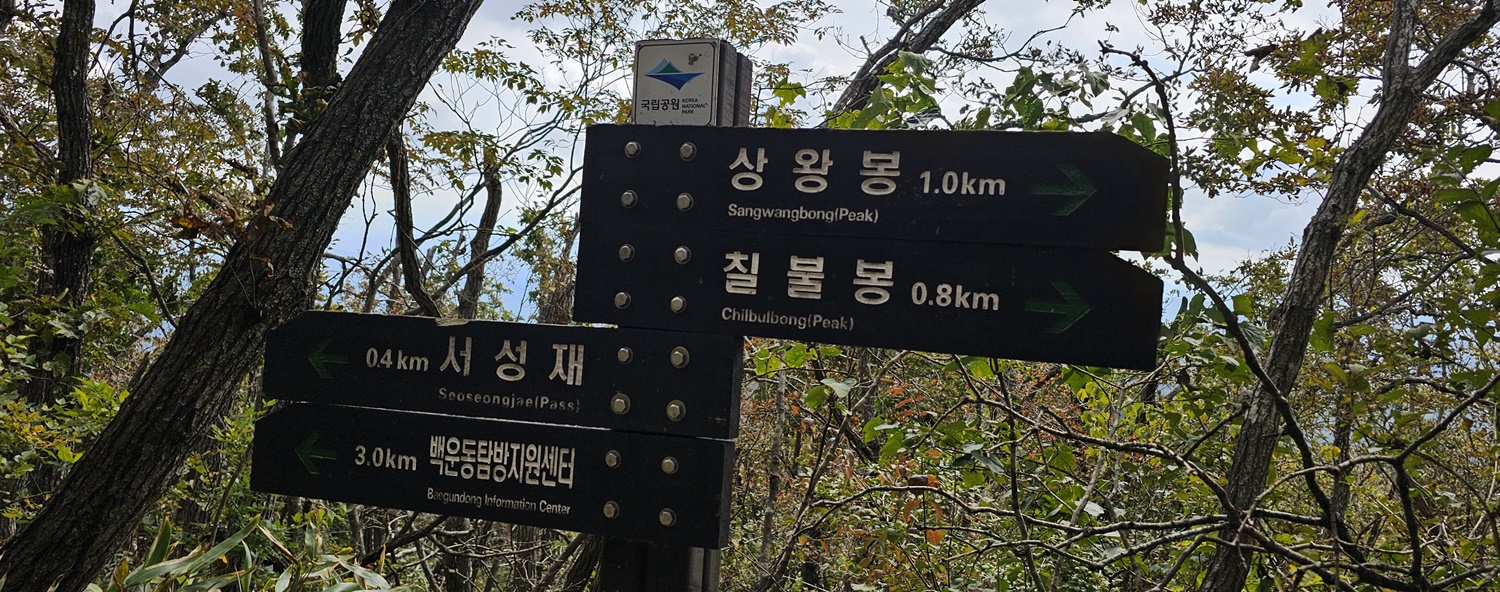 국립공원 KOREA NATIONAL PARK
상왕봉 1.0km
Sangwangbong(Peak)
칠불봉 0.8km
Chilbulbong(Peak)
0.4km 서성재
Seoseongjae(Pass)
3.0km 백운동탐방지원센터
Baegundong Information Center